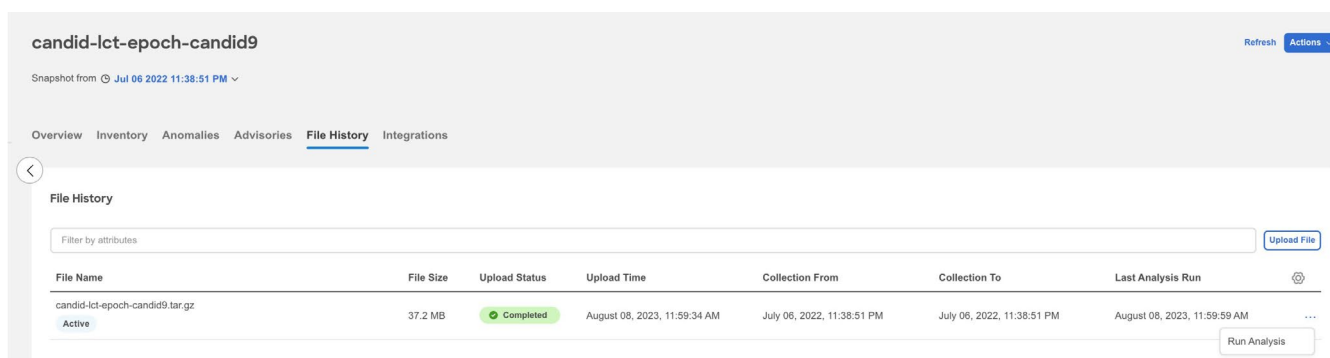 candid-lct-epoch-candid9
Refresh Actions
Snapshot from Jul 06 2022 11:38:51 PM
Overview Inventory Anomalies Advisories File History Integrations
File History
Filter by attributes
Upload File
File Name File Size Upload Status Upload Time Collection From Collection To Last Analysis Run
candid-lct-epoch-candid9.tar.gz
Active
37.2 MB Completed August 08, 2023, 11:59:34 AM July 06, 2022, 11:38:51 PM July 06, 2022, 11:38:51 PM August 08, 2023, 11:59:59 AM ...
Run Analysis